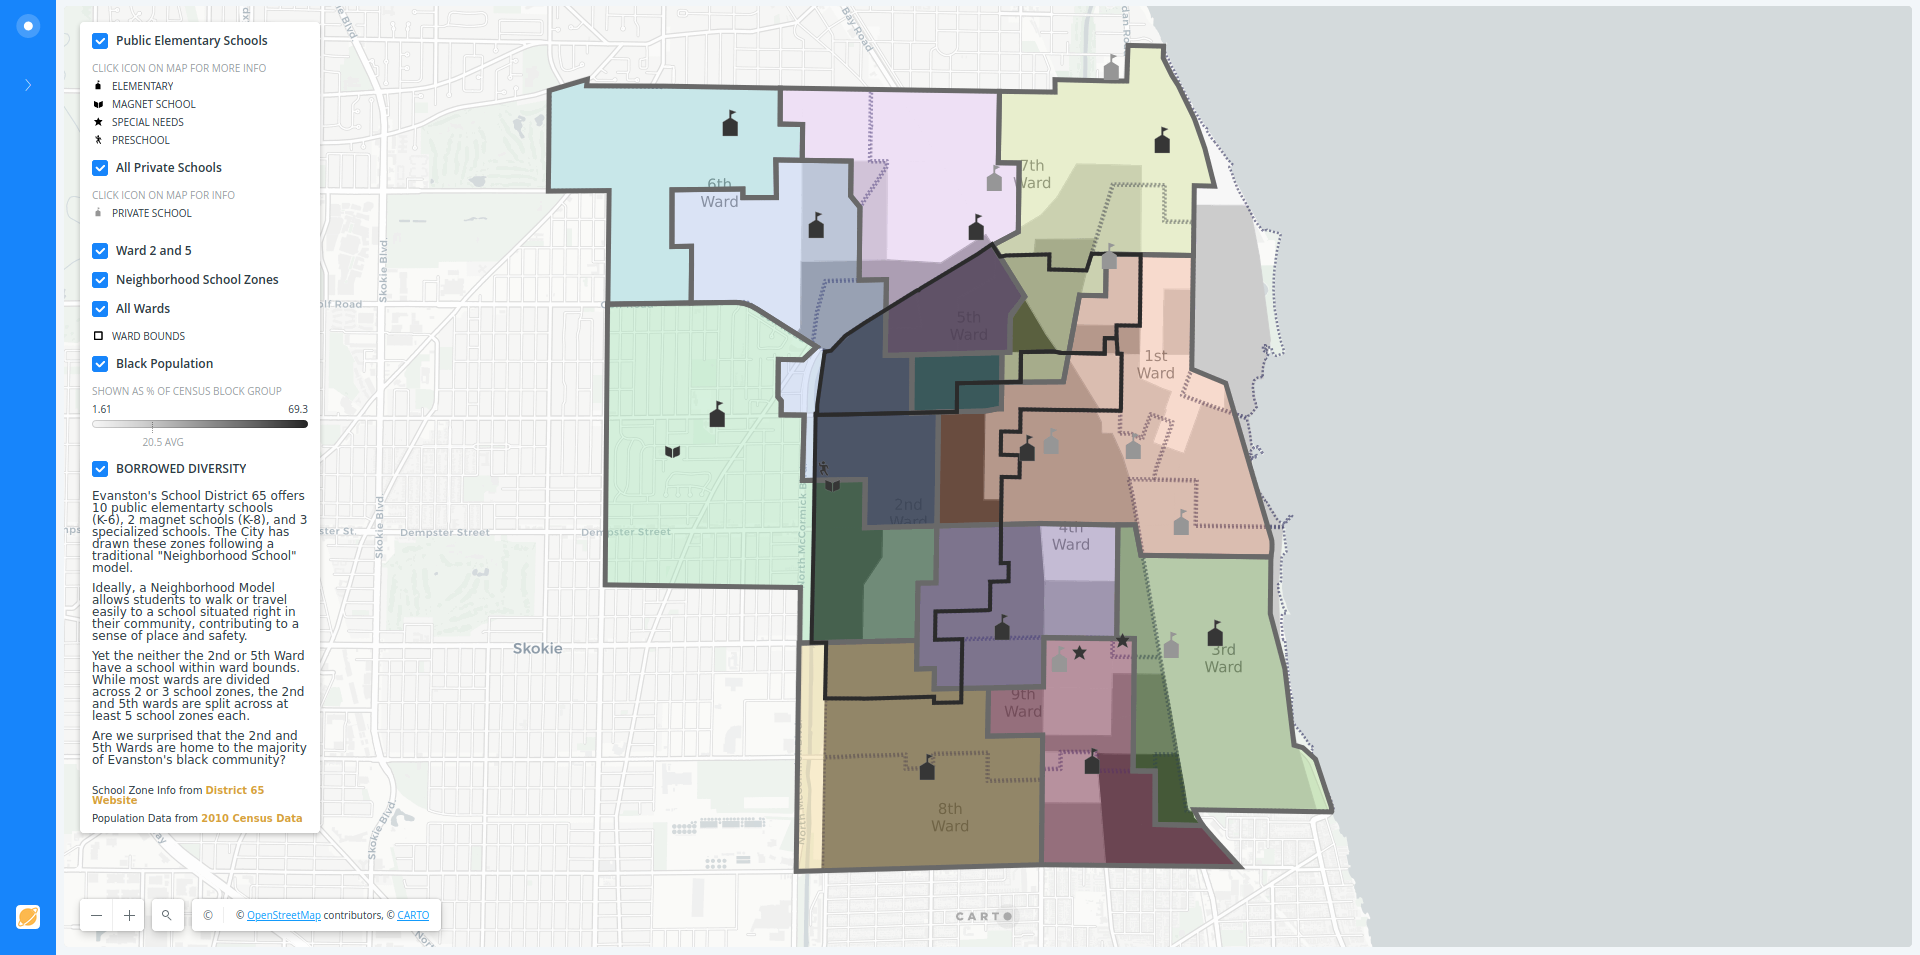 Public Elementary Schools
CLICK ICON ON MAP FOR MORE INFO
ELEMENTARY
MAGNET SCHOOL
SPECIAL NEEDS
PRESCHOOL
All Private Schools
CLICK ICON ON MAP FOR INFO
PRIVATE SCHOOL
Ward 2 and 5
Neighborhood School Zones
All Wards
WARD BOUNDS
Black Population
SHOWN AS % OF CENSUS BLOCK GROUP
1.61 69.3
20.5 AVG
BORROWED DIVERSITY
Evanston's School District 65 offers
10 public elementarty schools
(K-6), 2 magnet schools (K-8), and 3
specialized schools. The City has
drawn these zones following a
traditional "Neighborhood School"
model.
Ideally, a Neighborhood Model
allows students to walk or travel
easily to a school situated right in
their community, contributing to a
sense of place and safety.
Yet the neither the 2nd or 5th Ward
have a school within ward bounds.
While most wards are divided
across 2 or 3 school zones, the 2nd
and 5th wards are split across at
least 5 school zones each.
Are we surprised that the 2nd and
5th Wards are home to the majority
of Evanston's black community?
School Zone Info from District 65
Website
Population Data from 2010 Census Data
© © OpenStreetMap contributors, © CARTO
Bay Road
6th
Ward
7th
Ward
5th
Ward
1st
Ward
2nd
Ward
4th
Ward
3rd
Ward
9th
Ward
8th
Ward
Skokie Blvd
Skokie Blvd
Skokie Blvd
olf Road
ster St.
Dempster Street
Dempster Street
North McCormick B
Skokie
CARTO